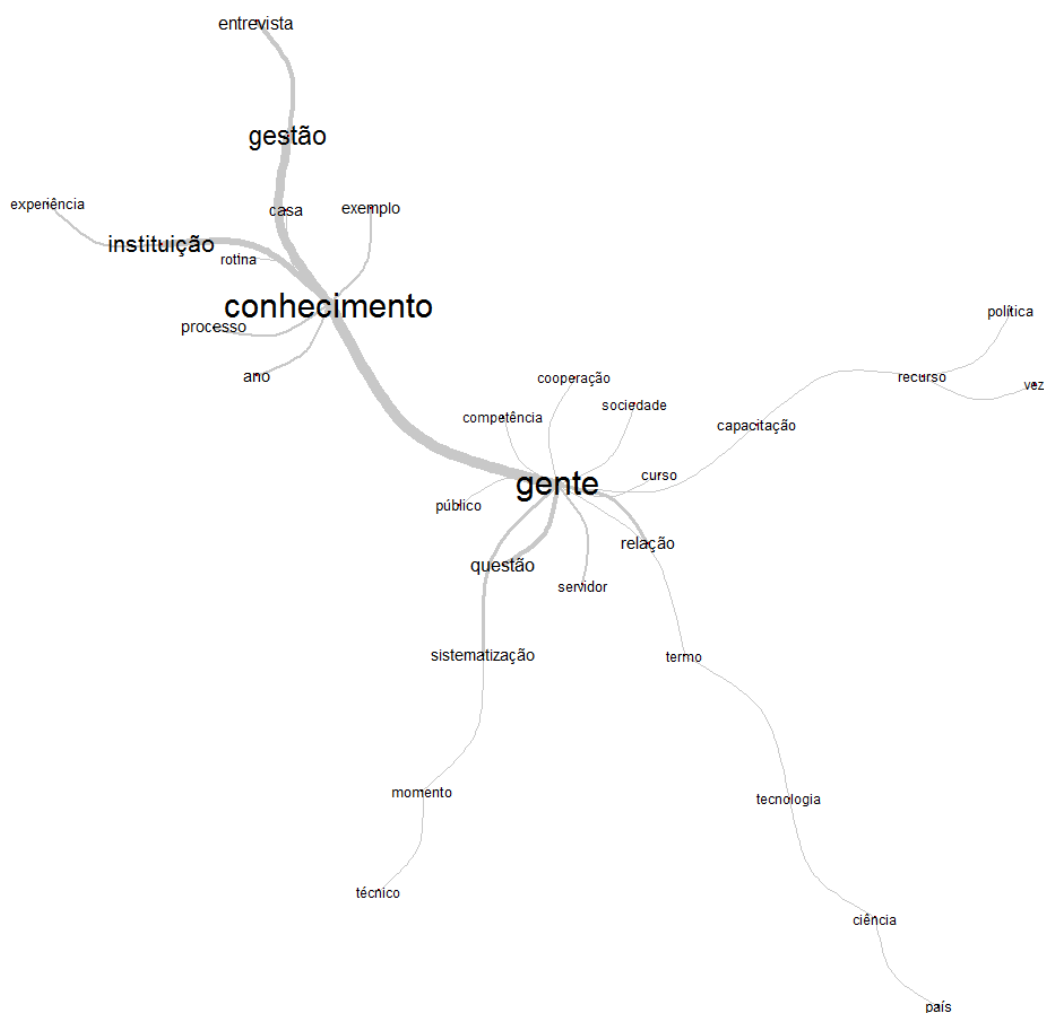 entrevista
gestão
experiência
casa
exemplo
instituição
rotina
conhecimento
política
processo
ano
cooperação
recurso
vez
sociedade
competência
capacitação
curso
gente
público
relação
questão
servidor
sistematização
termo
momento
tecnologia
técnico
ciência
país